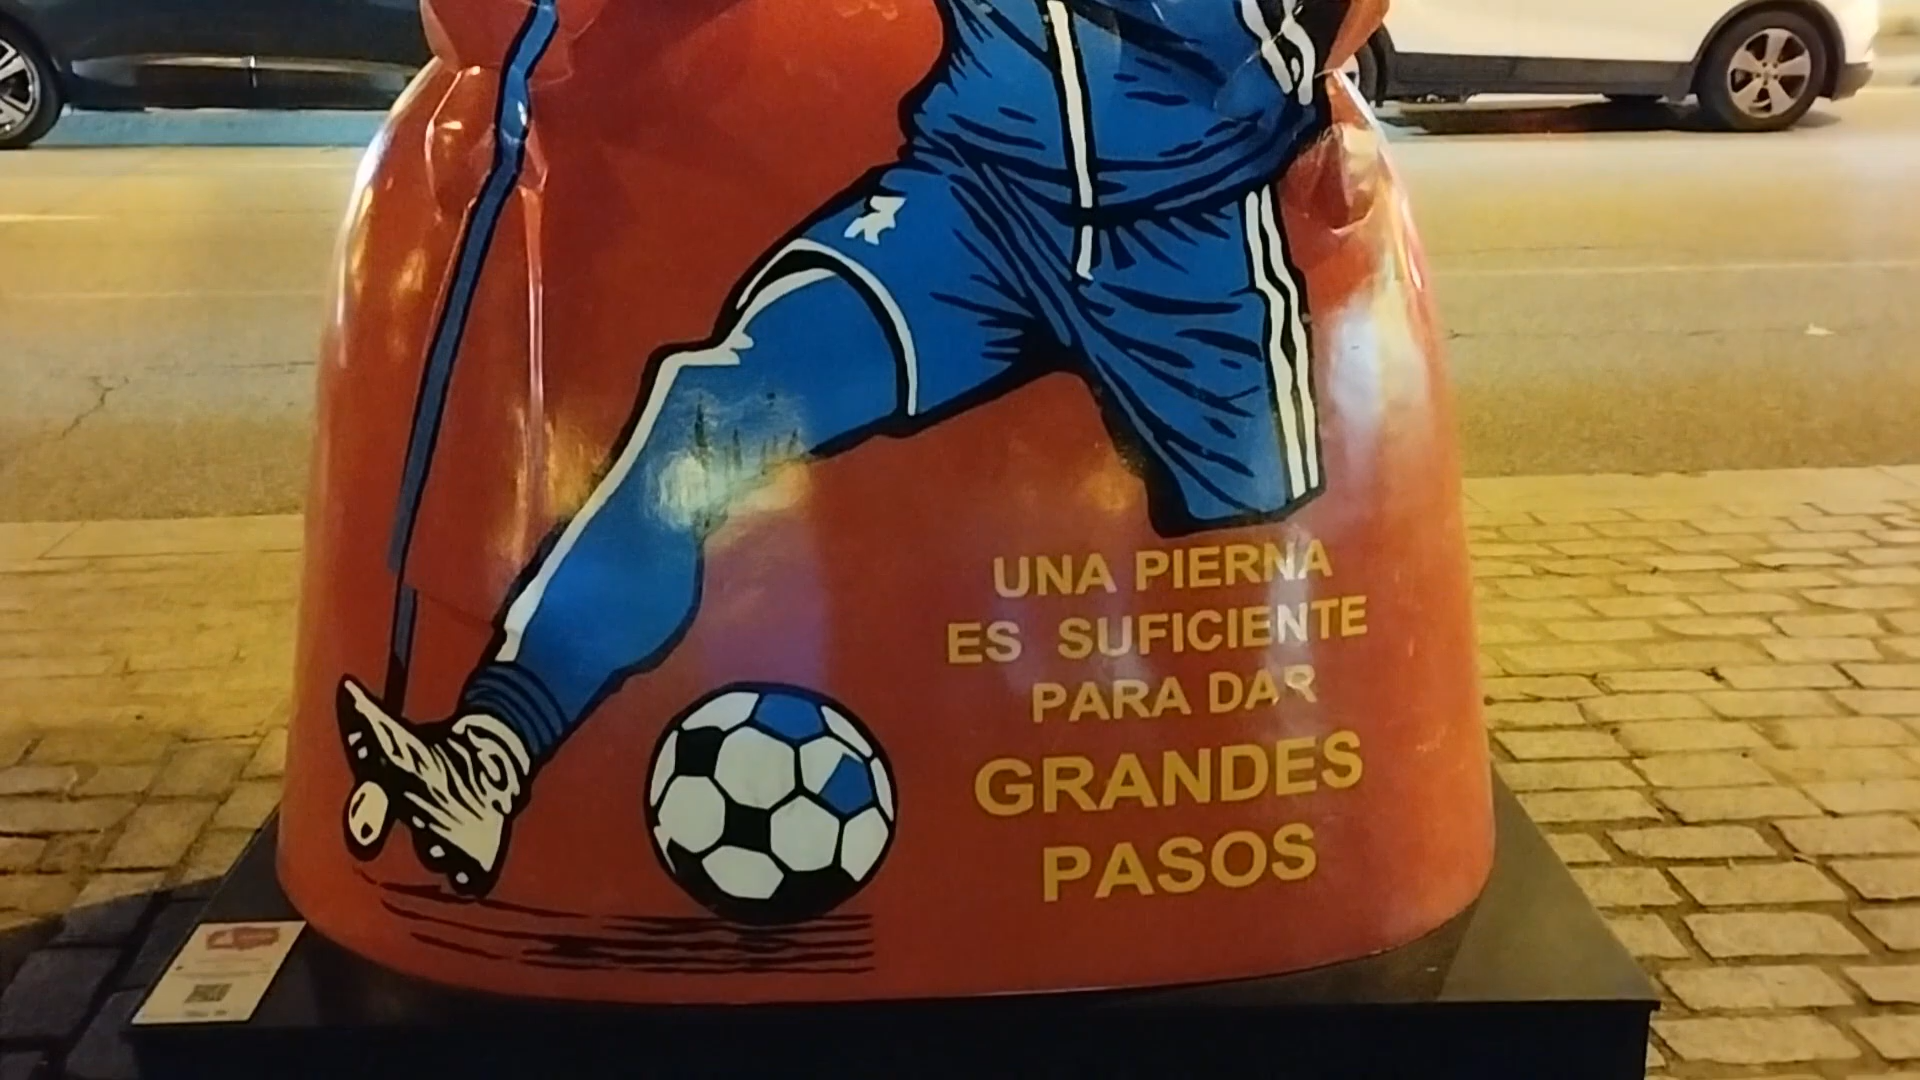 UNA PIERNA
ES SUFICIENTE
PARA DAR
GRANDES
PASOS